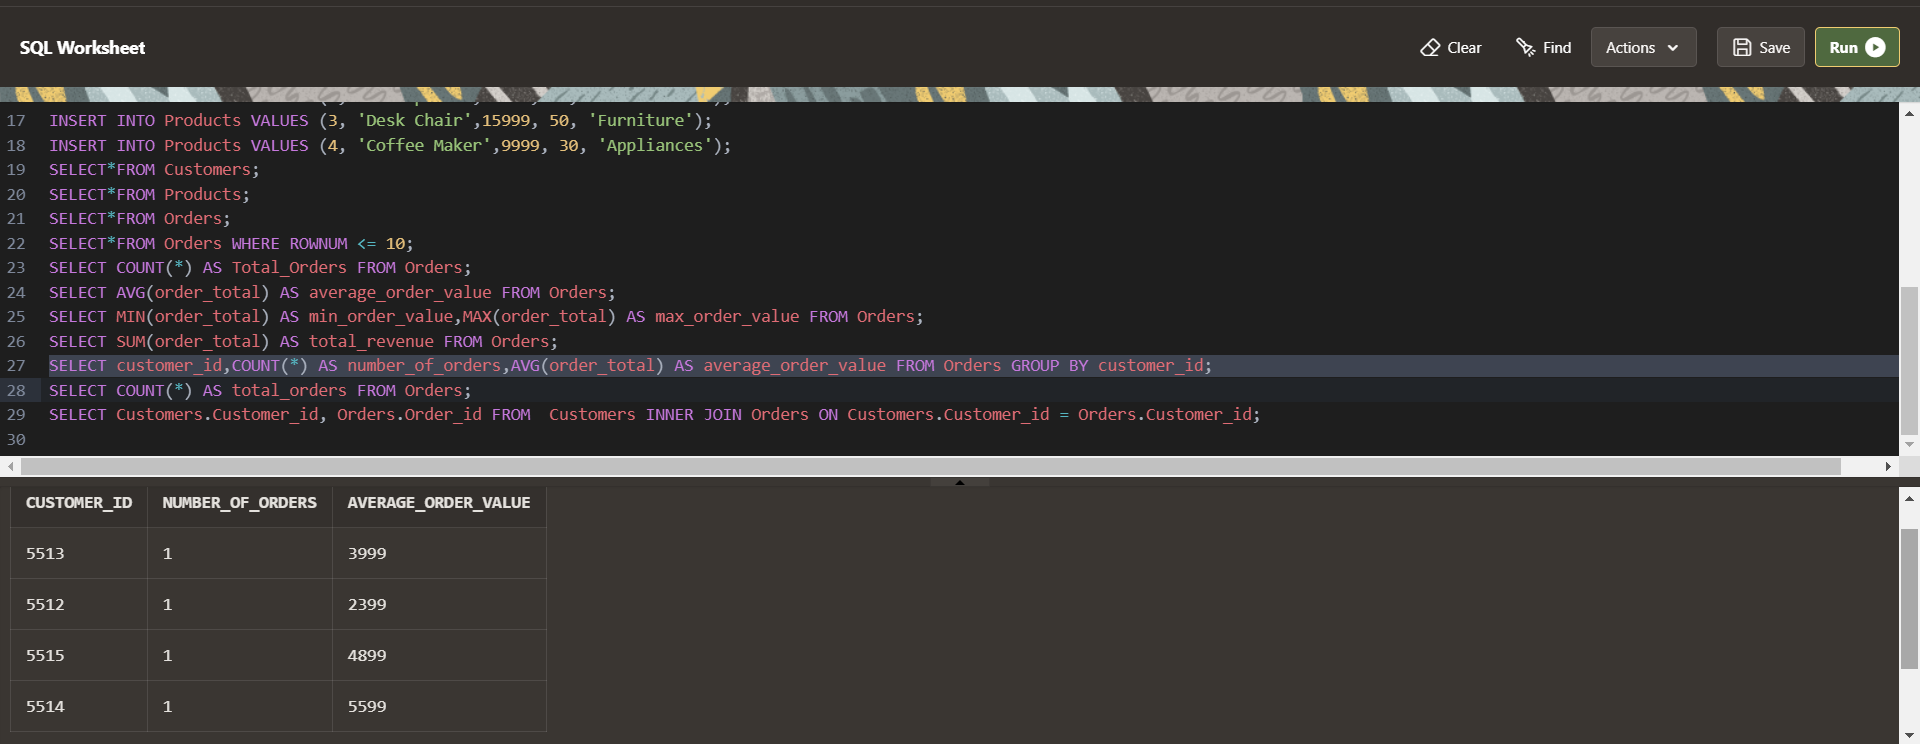 SQL Worksheet
Clear Find Actions Save Run
17 INSERT INTO Products VALUES (3, 'Desk Chair',15999, 50, 'Furniture');
18 INSERT INTO Products VALUES (4, 'Coffee Maker',9999, 30, 'Appliances');
19 SELECT*FROM Customers;
20 SELECT*FROM Products;
21 SELECT*FROM Orders;
22 SELECT*FROM Orders WHERE ROWNUM <= 10;
23 SELECT COUNT(*) AS Total_Orders FROM Orders;
24 SELECT AVG(order_total) AS average_order_value FROM Orders;
25 SELECT MIN(order_total) AS min_order_value,MAX(order_total) AS max_order_value FROM Orders;
26 SELECT SUM(order_total) AS total_revenue FROM Orders;
27 SELECT customer_id,COUNT(*) AS number_of_orders,AVG(order_total) AS average_order_value FROM Orders GROUP BY customer_id;
28 SELECT COUNT(*) AS total_orders FROM Orders;
29 SELECT Customers.Customer_id, Orders.Order_id FROM  Customers INNER JOIN Orders ON Customers.Customer_id = Orders.Customer_id;
30
CUSTOMER_ID NUMBER_OF_ORDERS AVERAGE_ORDER_VALUE
5513 1 3999
5512 1 2399
5515 1 4899
5514 1 5599